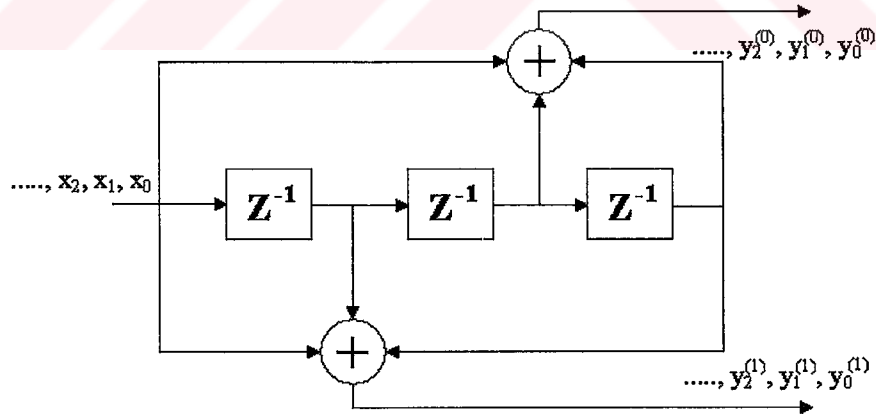 ....., y₂⁽⁰⁾, y₁⁽⁰⁾, y₀⁽⁰⁾
+
....., x₂, x₁, x₀
Z⁻¹ Z⁻¹ Z⁻¹
+
....., y₂⁽¹⁾, y₁⁽¹⁾, y₀⁽¹⁾